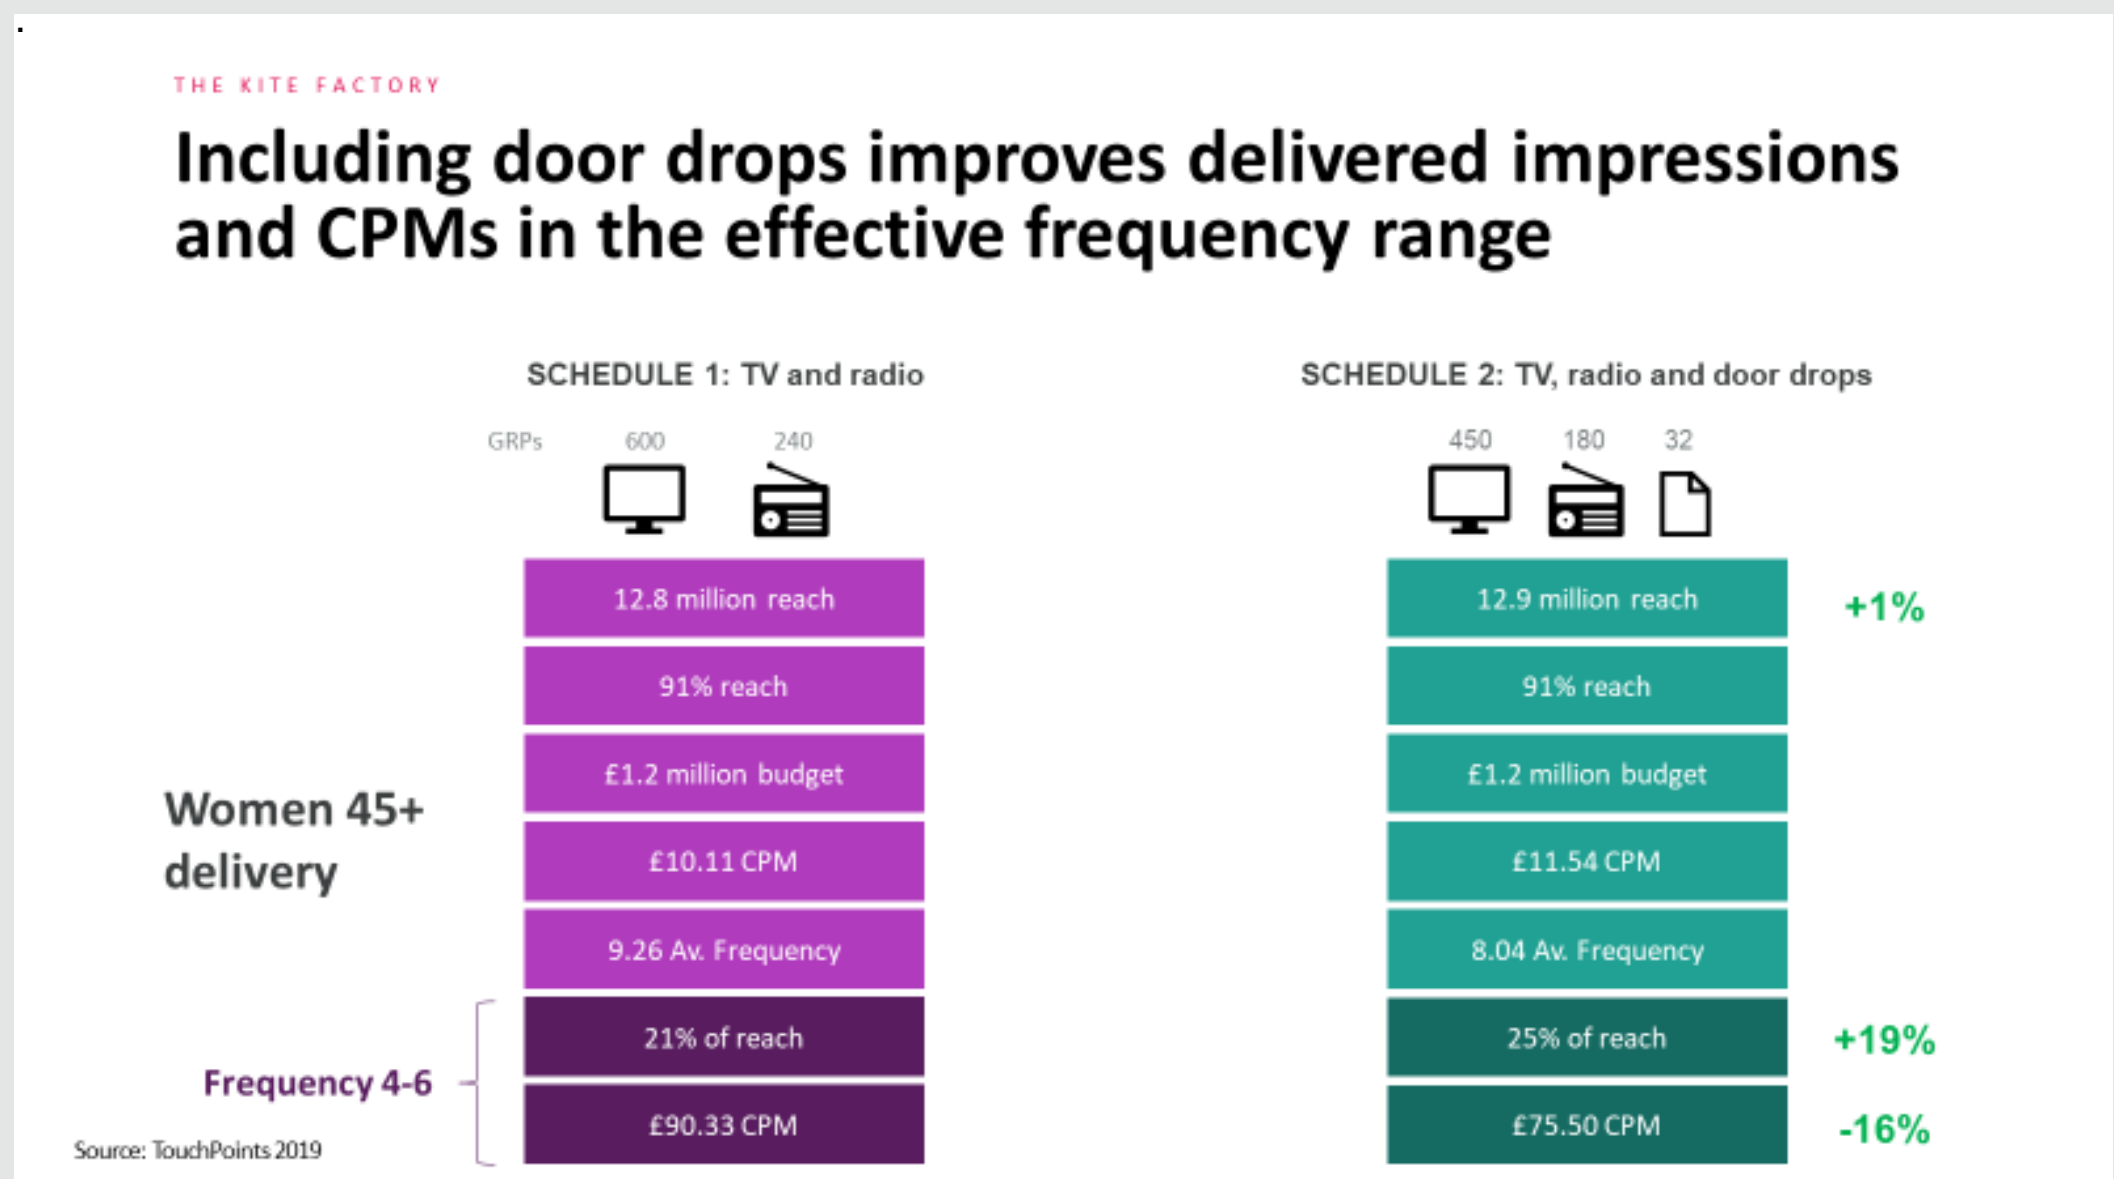 .
THE KITE FACTORY
Including door drops improves delivered impressions
and CPMs in the effective frequency range
SCHEDULE 1: TV and radio
GRPs 600 240
12.8 million reach
91% reach
£1.2 million budget
£10.11 CPM
9.26 Av. Frequency
21% of reach
£90.33 CPM
SCHEDULE 2: TV, radio and door drops
450 180 32
12.9 million reach
+1%
91% reach
£1.2 million budget
£11.54 CPM
8.04 Av. Frequency
25% of reach
+19%
£75.50 CPM
-16%
Women 45+
delivery
Frequency 4-6
Source: TouchPoints 2019